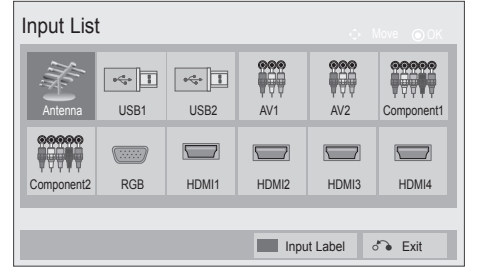 Input List
Move OK
Antenna USB1 USB2 AV1 AV2 Component1
Component2 RGB HDMI1 HDMI2 HDMI3 HDMI4
Input Label Exit